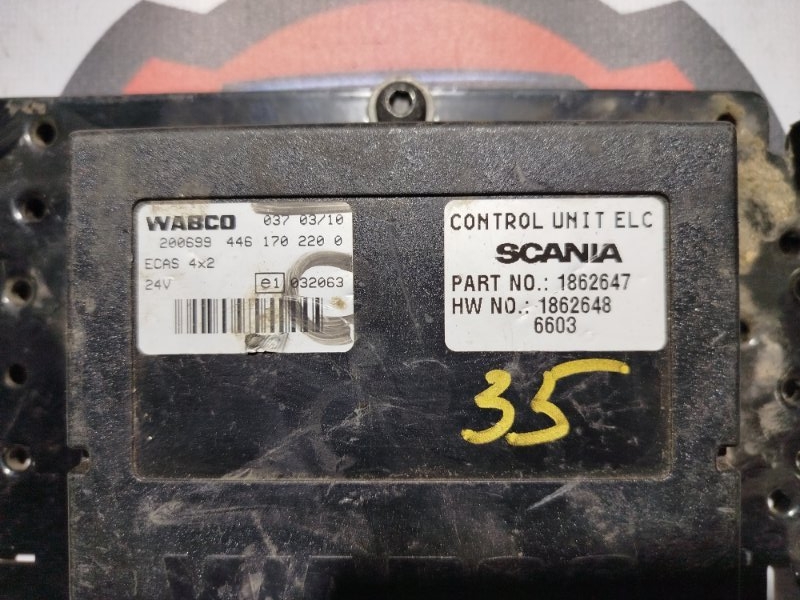 WABCO 037 03/10
200699 446 170 220 0
ECAS 4x2
24V e1 032063
CONTROL UNIT ELC
SCANIA
PART NO.: 1862647
HW NO.: 1862648
6603
35